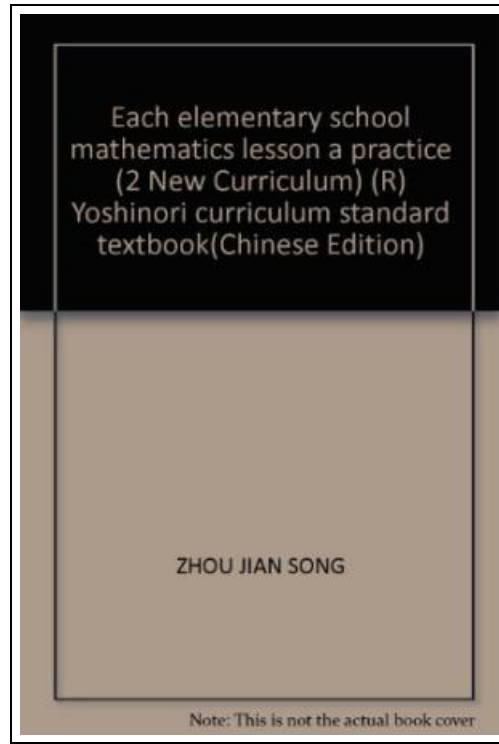 Each elementary school
mathematics lesson a practice
(2 New Curriculum) (R)
Yoshinori curriculum standard
textbook(Chinese Edition)
ZHOU JIAN SONG
Note: This is not the actual book cover